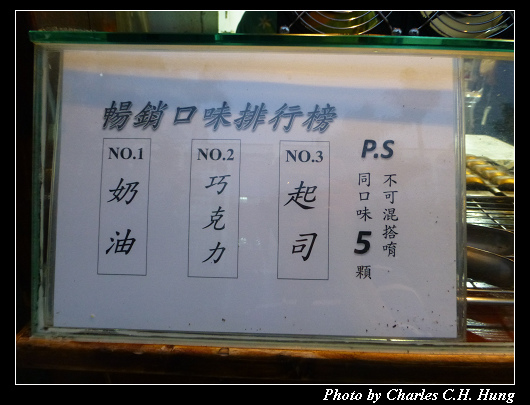 暢銷口味排行榜
NO.1
奶油
NO.2
巧克力
NO.3
起司
P.S
不可混搭唷.
同口味5顆
Photo by Charles C.H. Hung